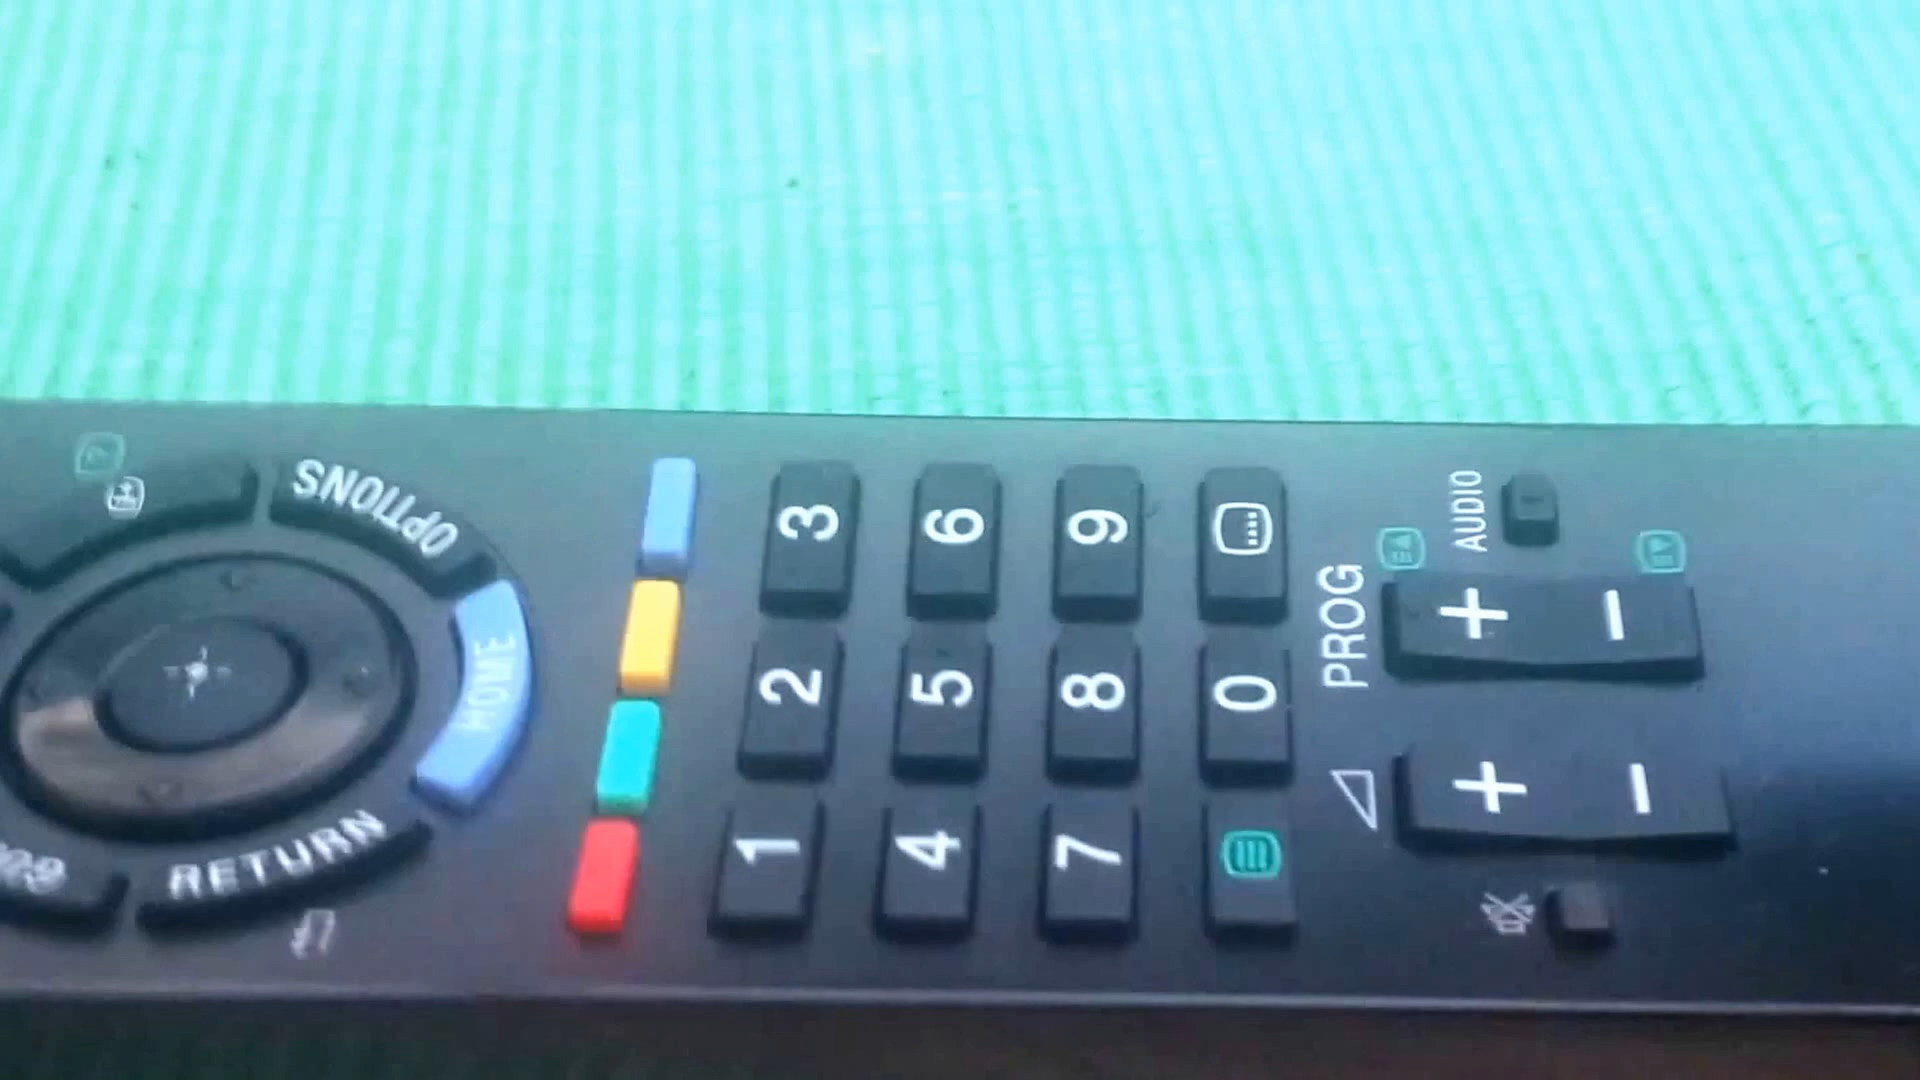 OPTIONS
HOME
RETURN
1 2 3
4 5 6
7 8 9
0
PROG
AUDIO
+ +
− −